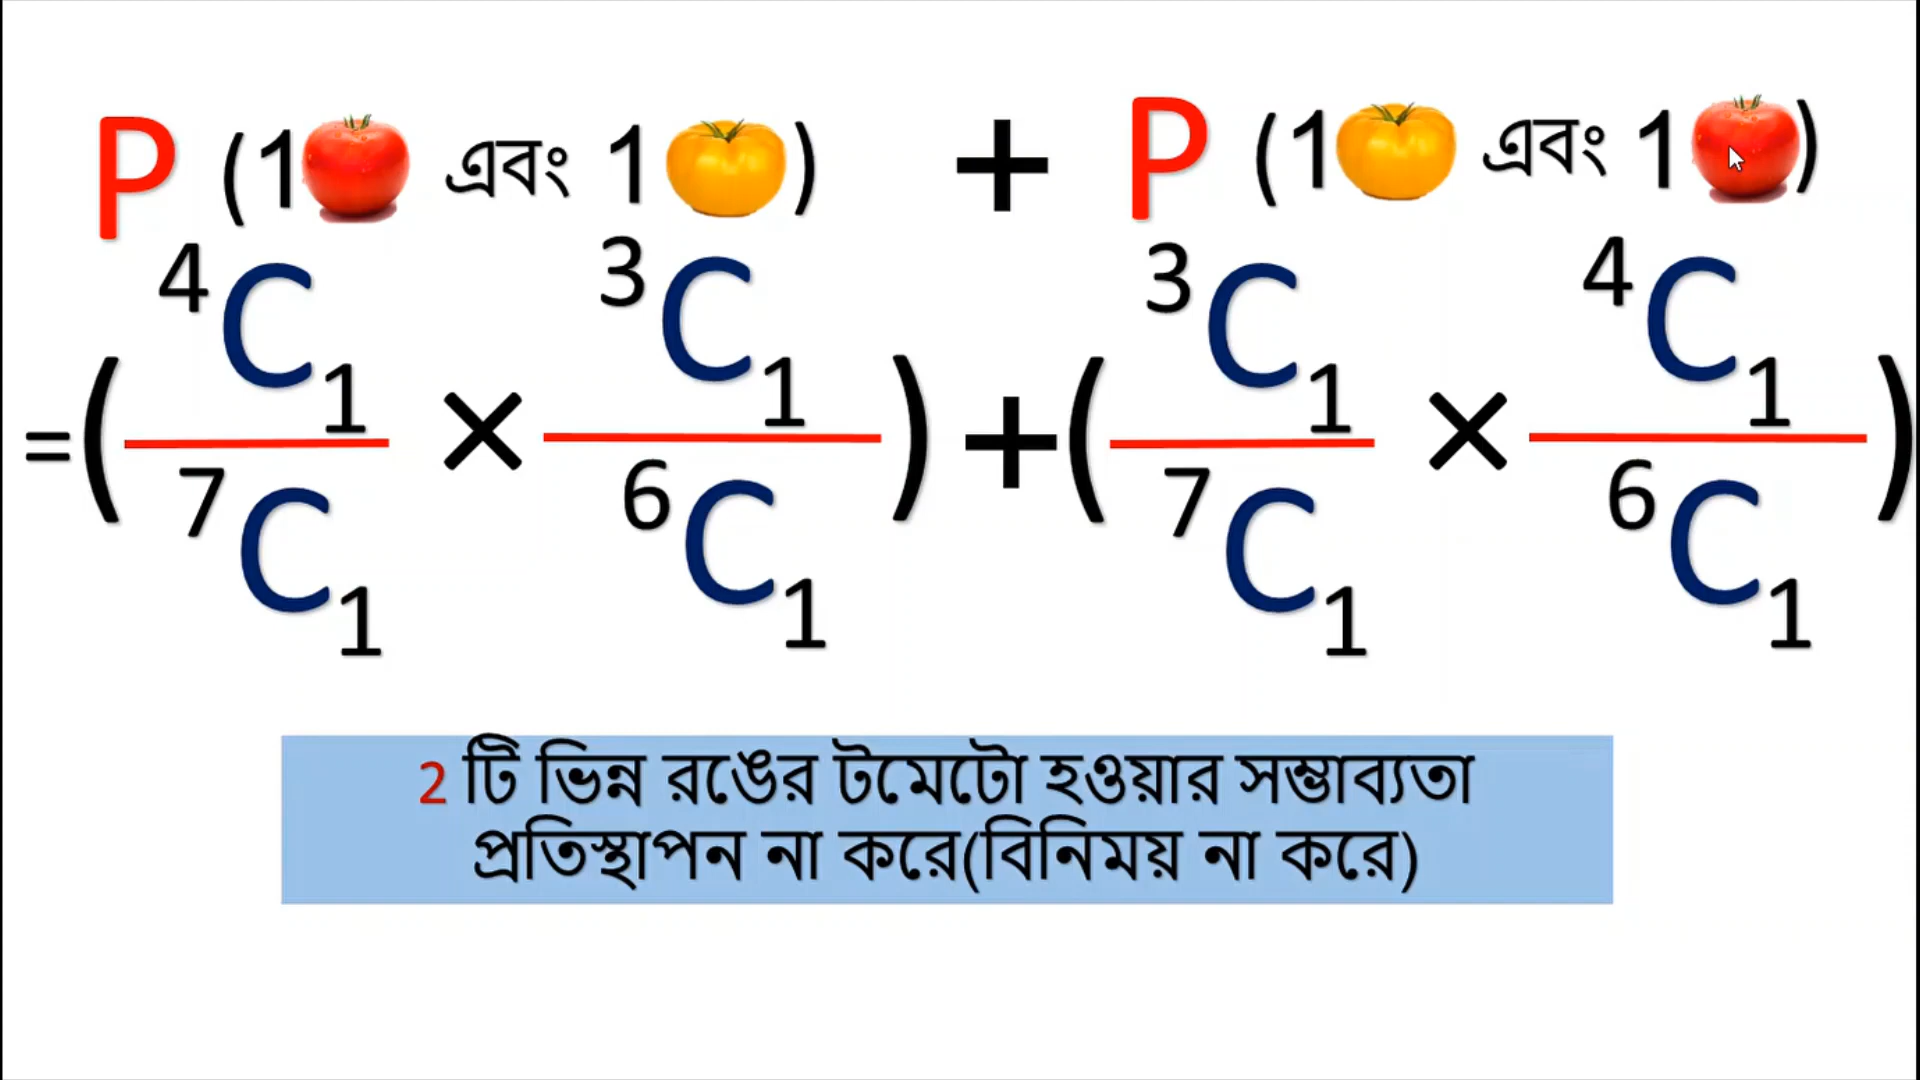 P (1 এবং 1 ) + P (1 এবং 1 )
=(⁴C₁/⁷C₁ × ³C₁/⁶C₁)+(³C₁/⁷C₁ × ⁴C₁/⁶C₁)
2 টি ভিন্ন রঙের টমেটো হওয়ার সম্ভাব্যতা
প্রতিস্থাপন না করে(বিনিময় না করে)